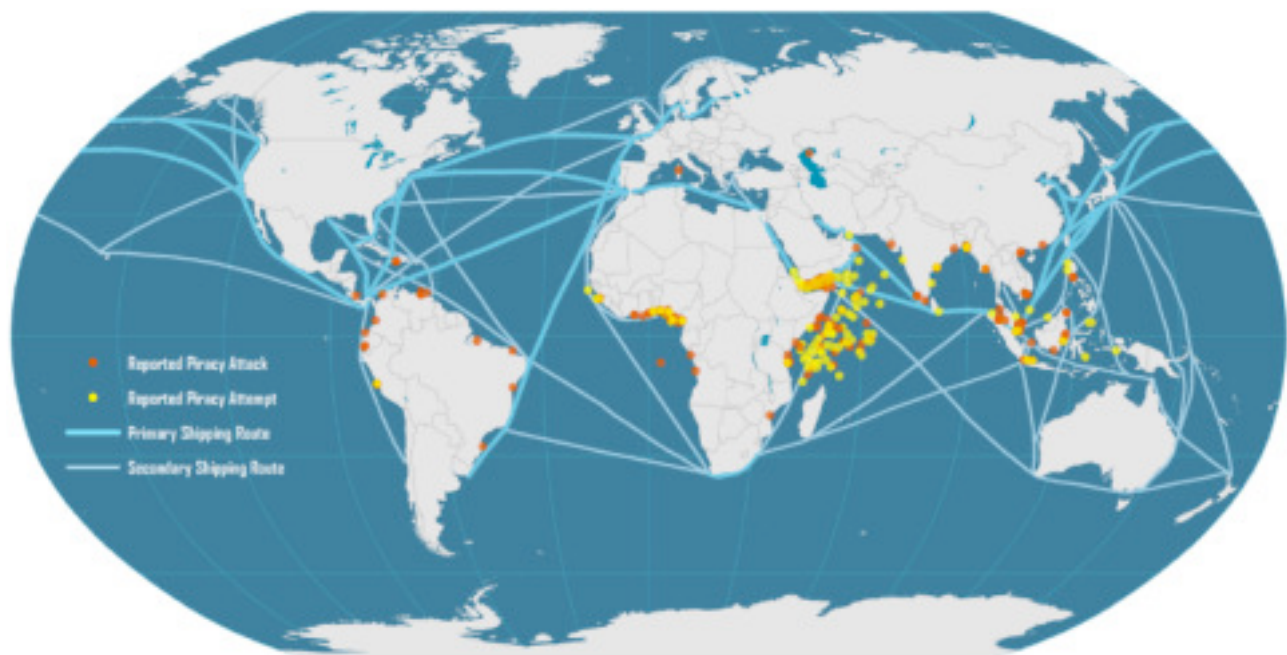 Reported Piracy Attack
Reported Piracy Attempt
Primary Shipping Route
Secondary Shipping Route